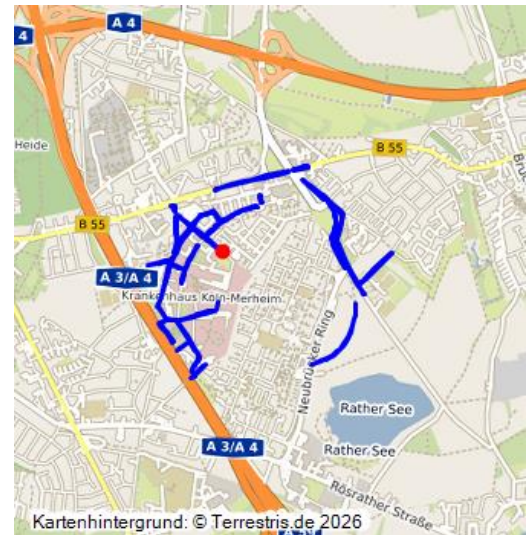 A 4
A 4
4
Heide
B 55
B 55
A 3/A 4
Krankenhaus Köln-Merheim
Neubrücker Ring
Rather See
A 3/A 4
Rather See
Rösrather Straße
Kartenhintergrund: © Terrestris.de 2026